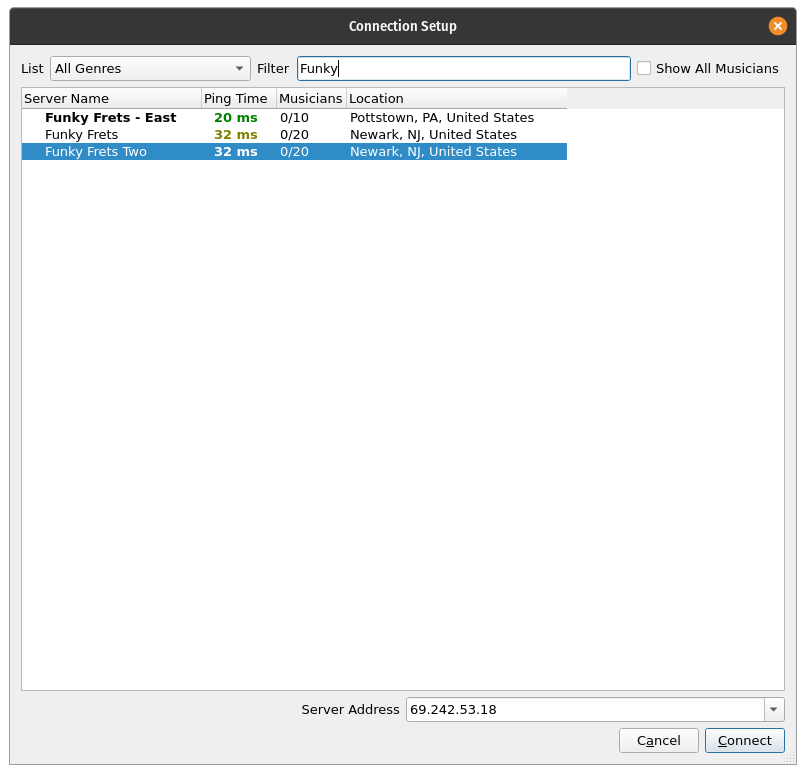 Connection Setup
List All Genres Filter Funky Show All Musicians
Server Name Ping Time Musicians Location
Funky Frets - East 20 ms 0/10 Pottstown, PA, United States
Funky Frets 32 ms 0/20 Newark, NJ, United States
Funky Frets Two 32 ms 0/20 Newark, NJ, United States
Server Address 69.242.53.18
Cancel Connect